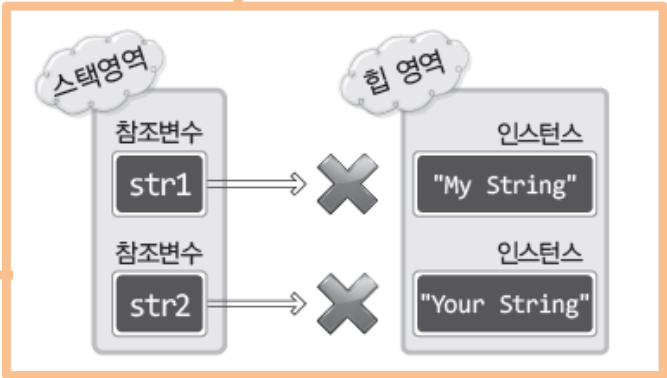 스택영역
힙 영역
참조변수
인스턴스
str1
"My String"
참조변수
인스턴스
str2
"Your String"